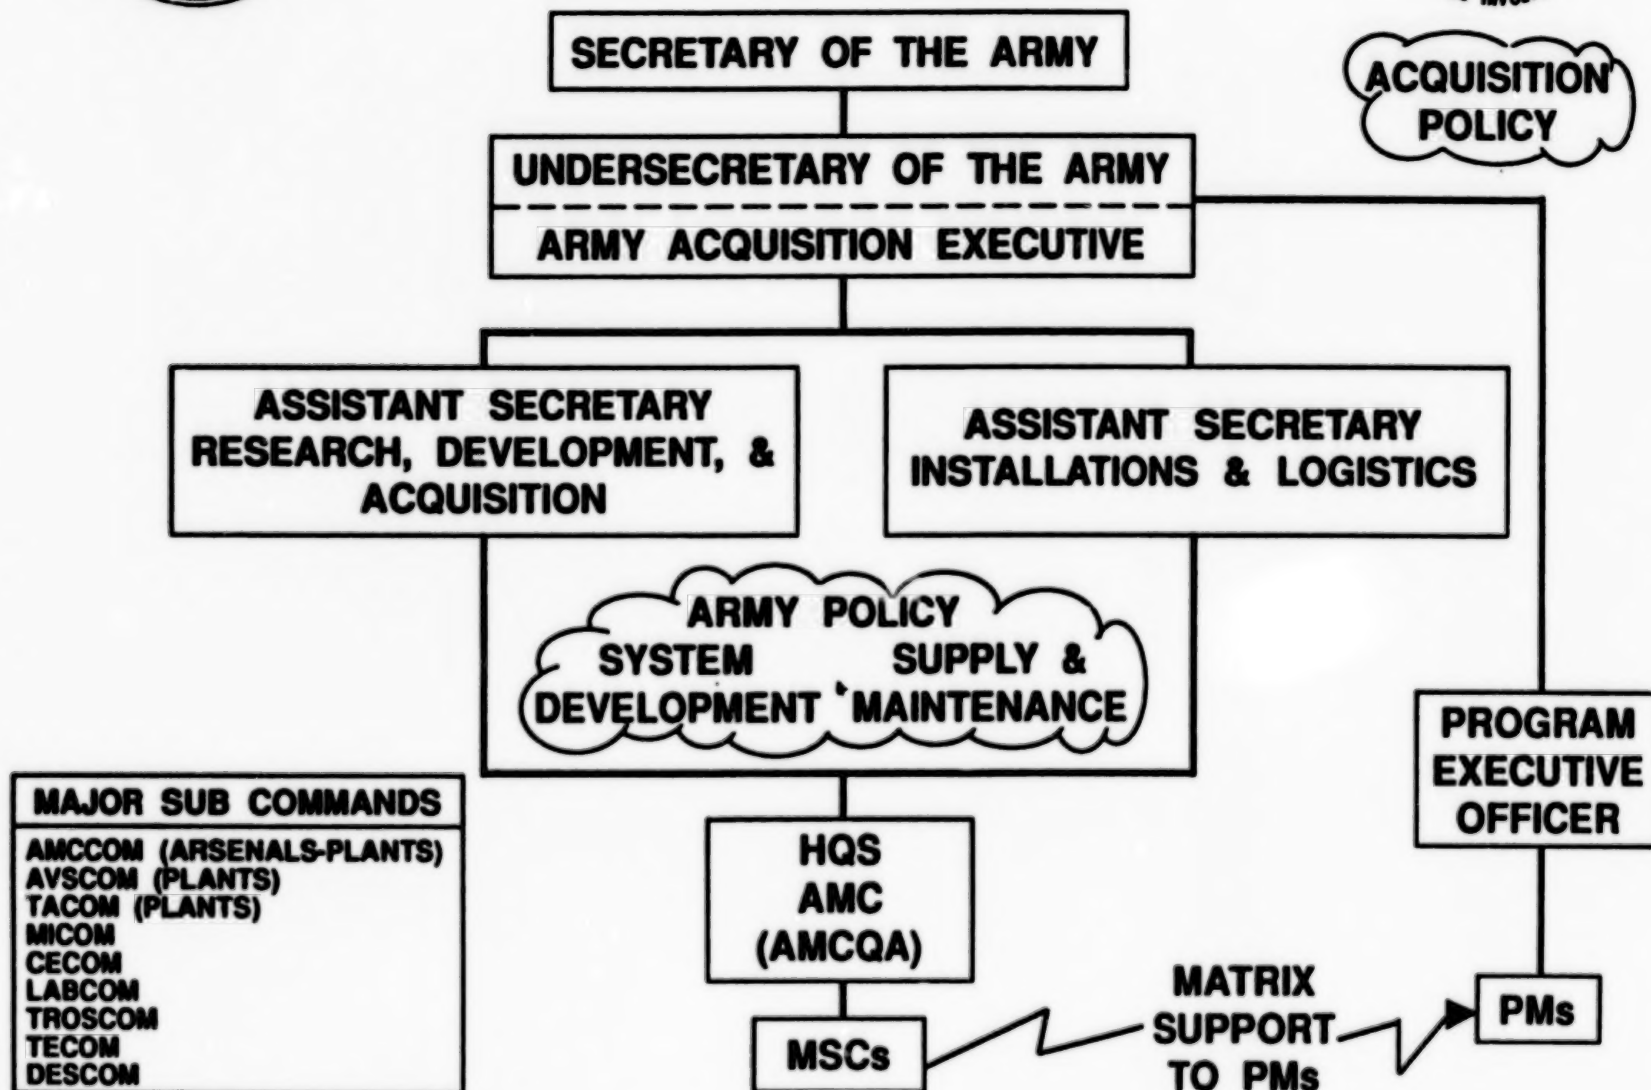 SECRETARY OF THE ARMY
ACQUISITION
POLICY
UNDERSECRETARY OF THE ARMY
ARMY ACQUISITION EXECUTIVE
ASSISTANT SECRETARY
RESEARCH, DEVELOPMENT, &
ACQUISITION
ASSISTANT SECRETARY
INSTALLATIONS & LOGISTICS
ARMY POLICY
SYSTEM SUPPLY &
DEVELOPMENT MAINTENANCE
PROGRAM
EXECUTIVE
OFFICER
MAJOR SUB COMMANDS
AMCCOM (ARSENALS-PLANTS)
AVSCOM (PLANTS)
TACOM (PLANTS)
MICOM
CECOM
LABCOM
TROSCOM
TECOM
DESCOM
HQS
AMC
(AMCQA)
MSCs
MATRIX
SUPPORT
TO PMs
PMs